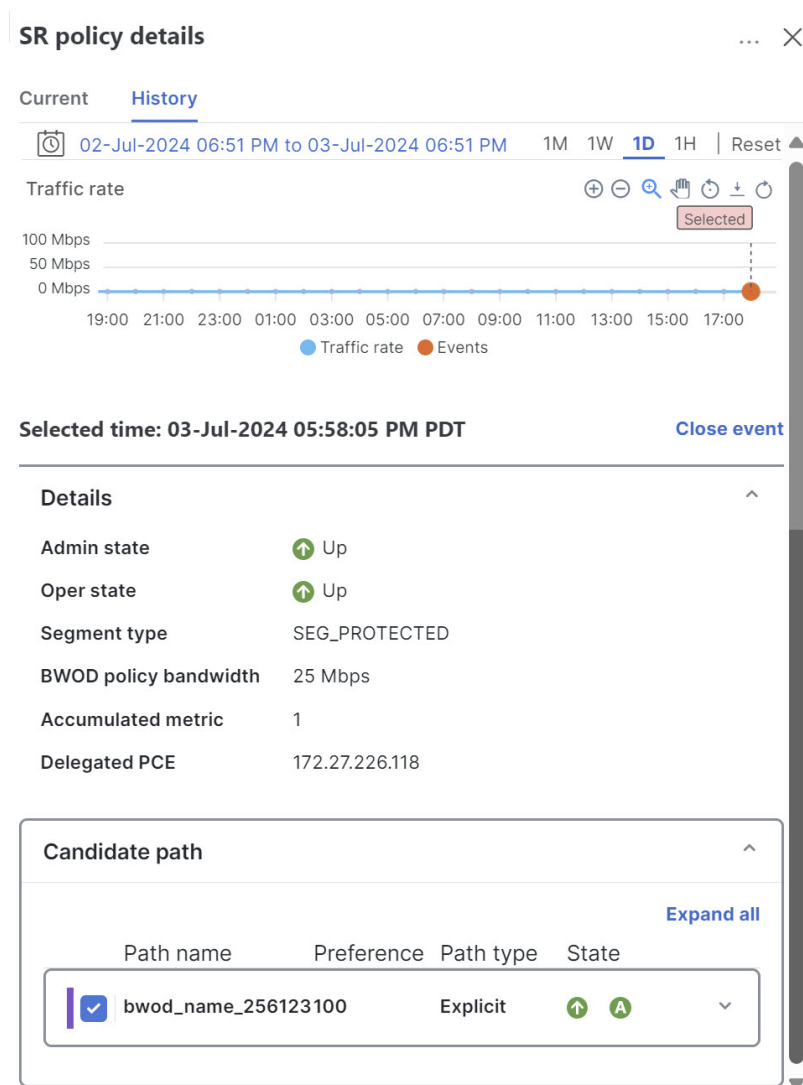 SR policy details
...
Current History
02-Jul-2024 06:51 PM to 03-Jul-2024 06:51 PM 1M 1W 1D 1H | Reset
Traffic rate
Selected
100 Mbps
50 Mbps
0 Mbps
19:00 21:00 23:00 01:00 03:00 05:00 07:00 09:00 11:00 13:00 15:00 17:00
Traffic rate Events
Selected time: 03-Jul-2024 05:58:05 PM PDT Close event
Details
Admin state Up
Oper state Up
Segment type SEG_PROTECTED
BWOD policy bandwidth 25 Mbps
Accumulated metric 1
Delegated PCE 172.27.226.118
Candidate path
Expand all
Path name Preference Path type State
bwod_name_256123100 Explicit A